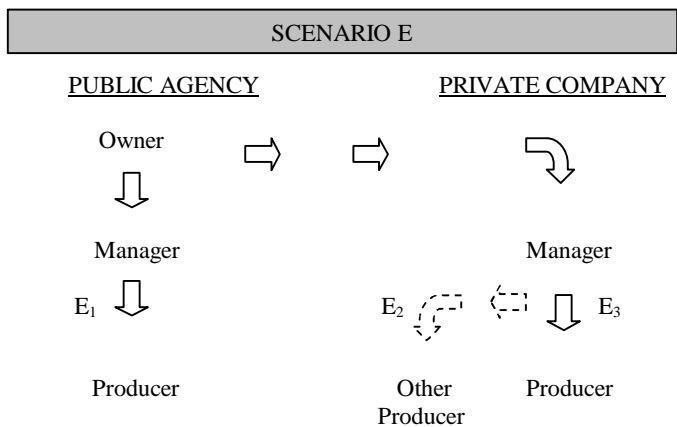 SCENARIO E
PUBLIC AGENCY PRIVATE COMPANY
Owner
Manager Manager
E₁ E₂ E₃
Producer Other Producer
Producer